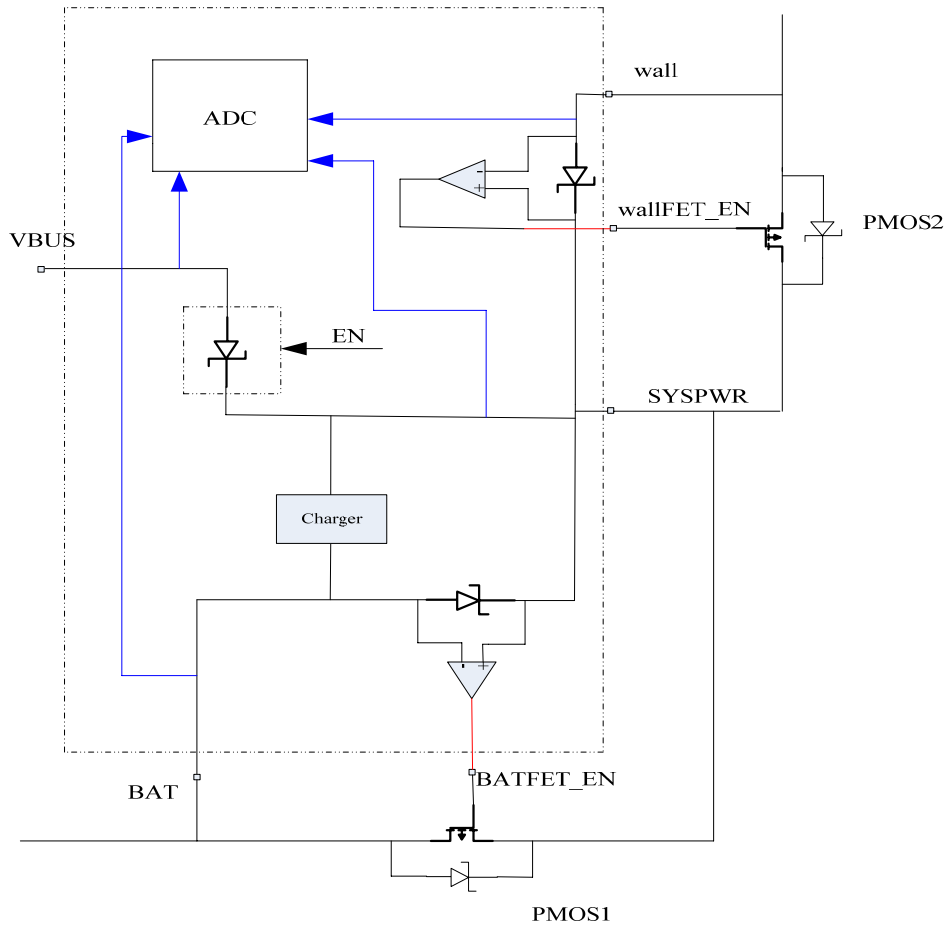 wall
ADC
wallFET_EN
PMOS2
VBUS
EN
SYSPWR
Charger
BATFET_EN
BAT
PMOS1